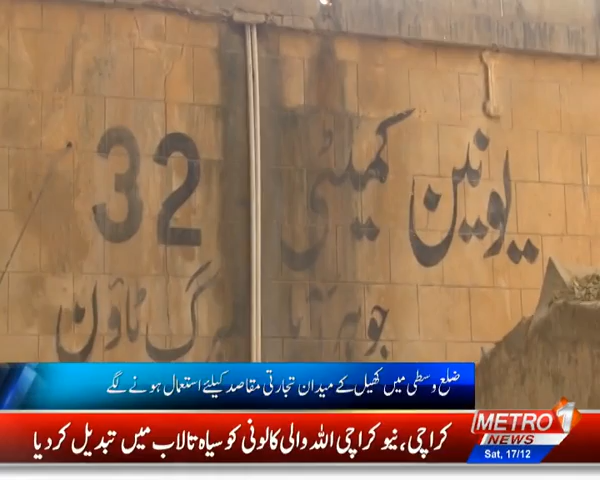 یونین کمیٹی 32
جوہر ٹاؤن
ضلع وسطی میں کھیل کے میدان تجارتی مقاصد کیلئے استعمال ہونے لگے
کراچی، نیو کراچی اللہ والی کالونی کو سیاہ تالاب میں تبدیل کردیا
METRO 1
NEWS
Sat, 17/12